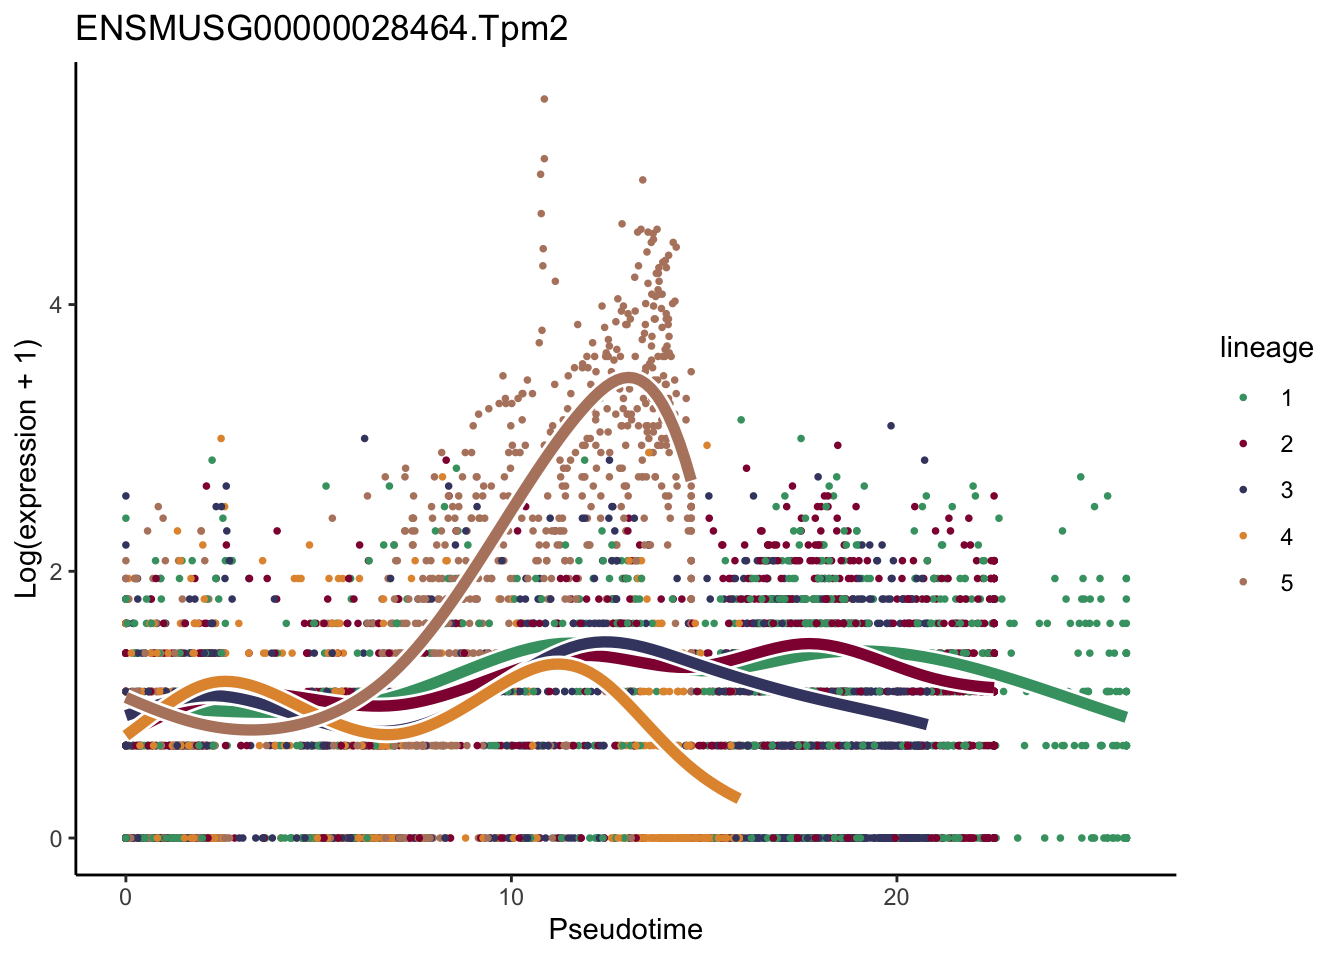 ENSMUSG00000028464.Tpm2
Log(expression + 1)
4
2
0
0
10
20
Pseudotime
lineage
1
2
3
4
5